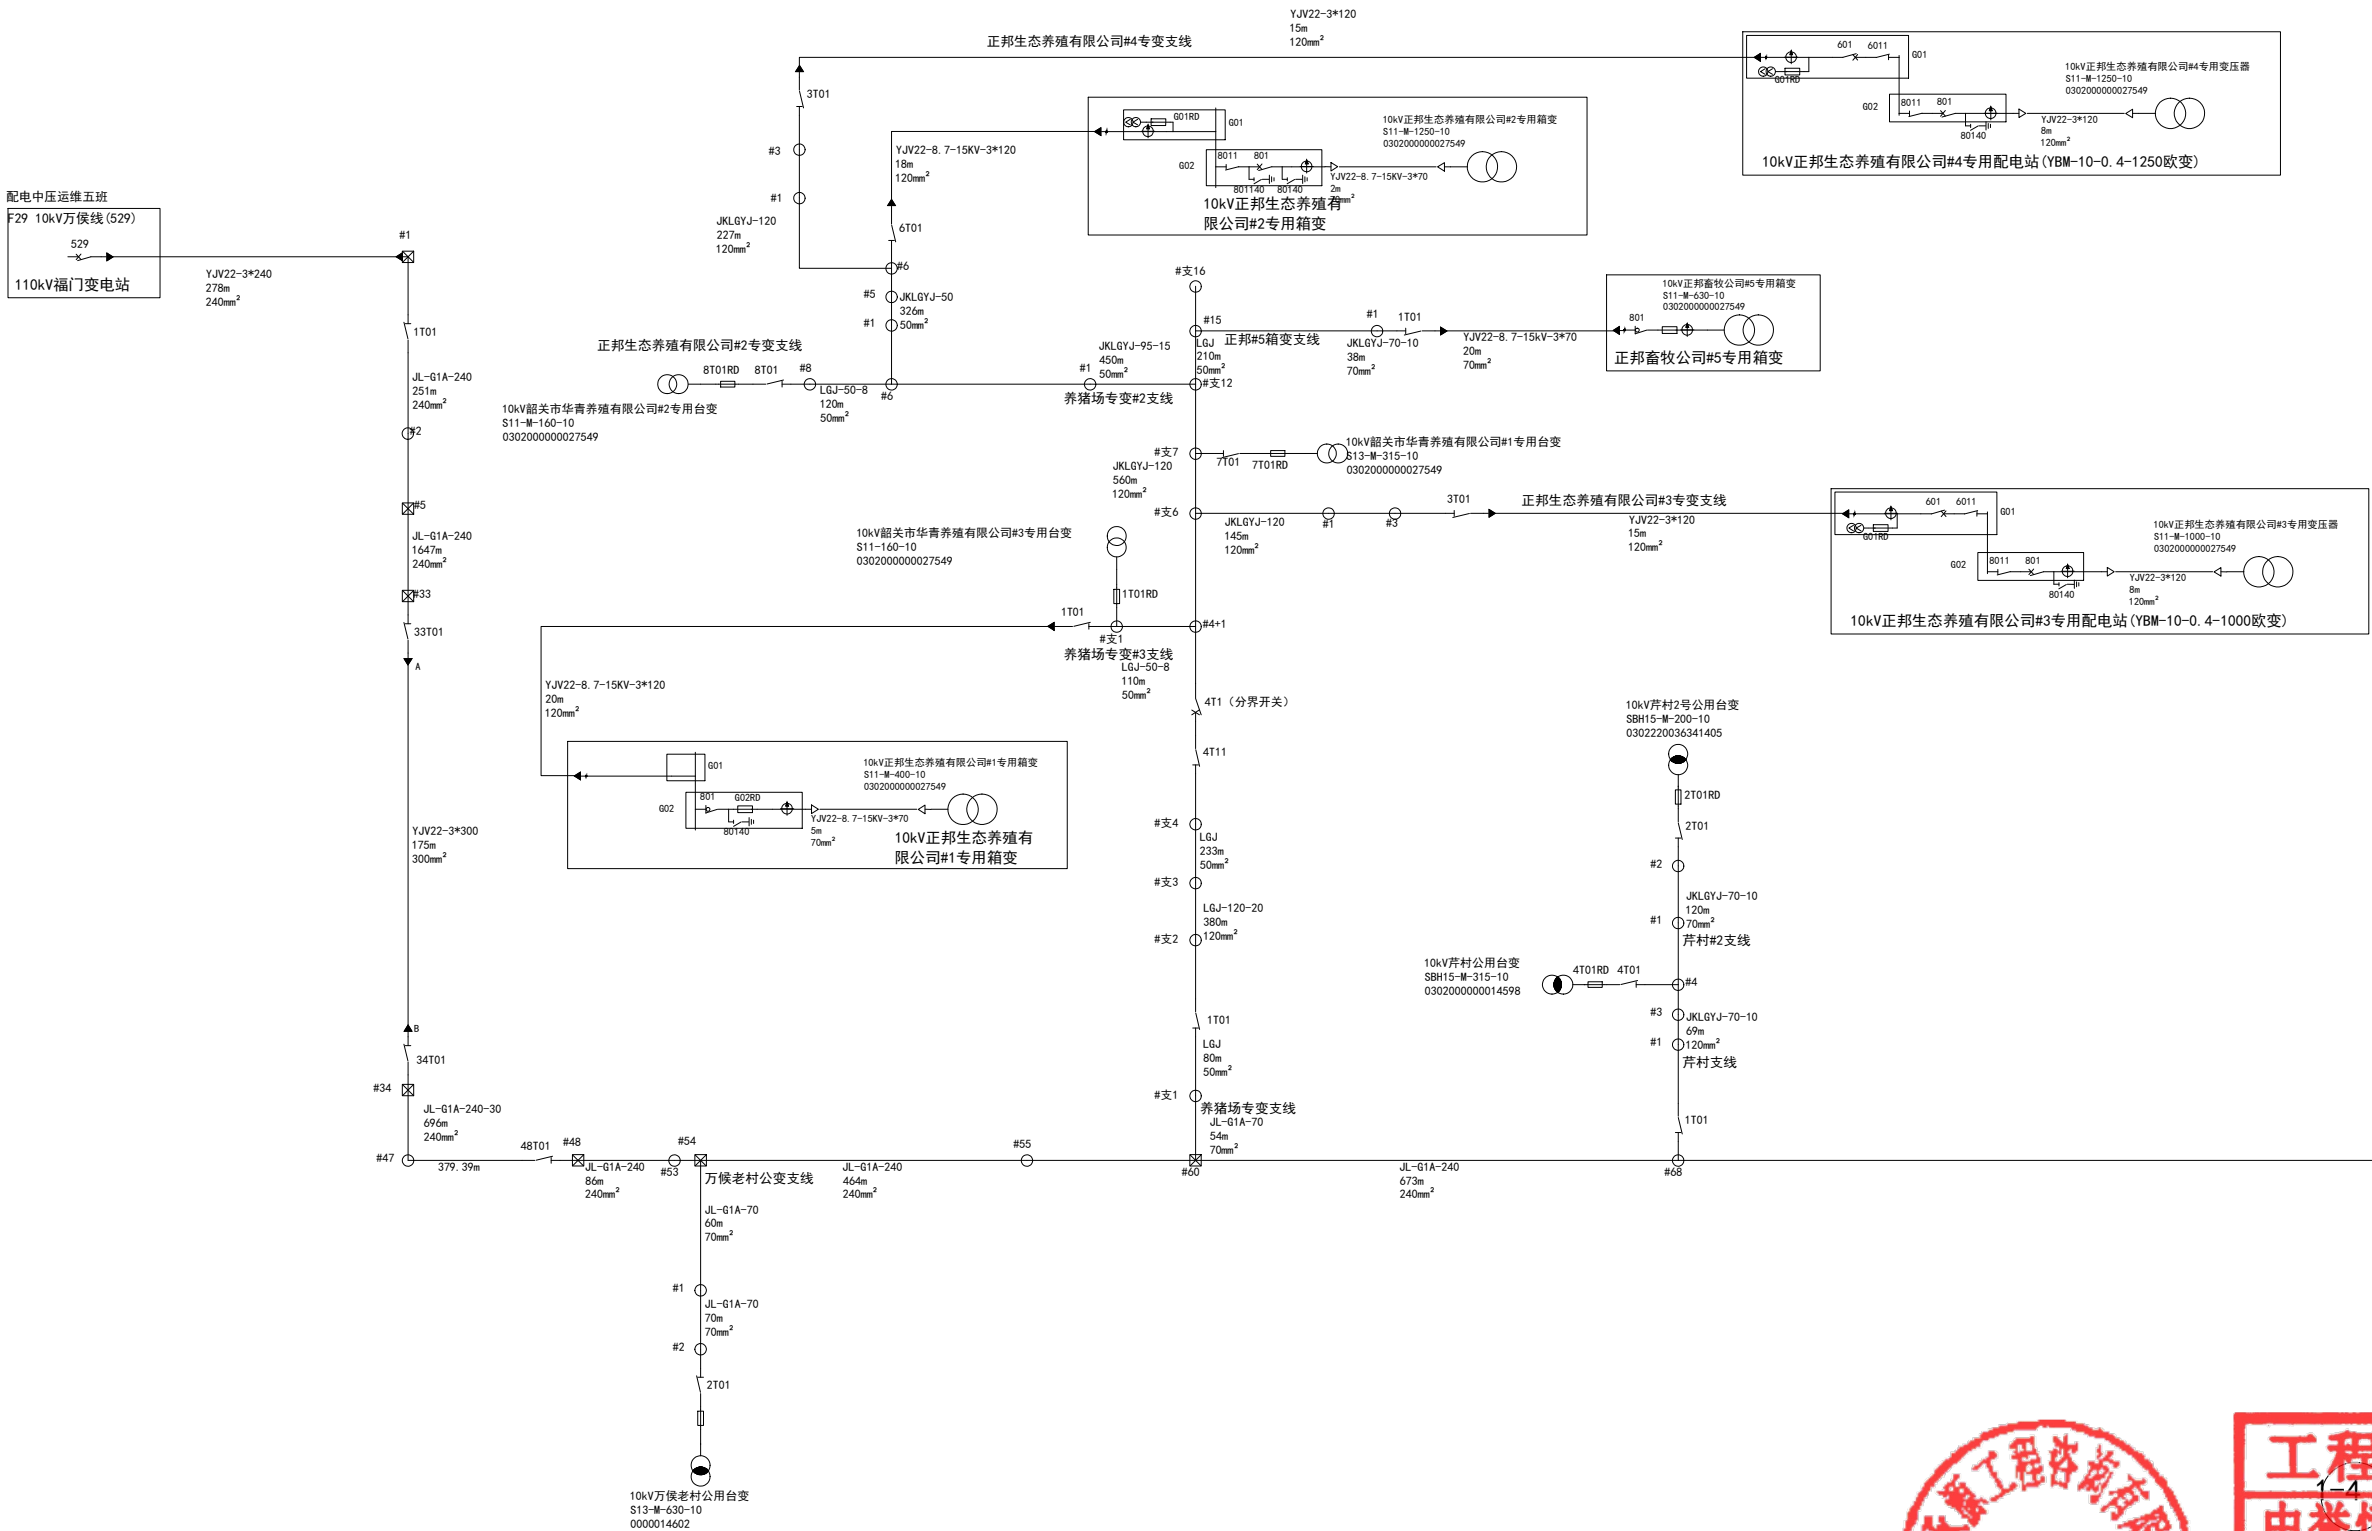 YJV22-3*120
15m
120mm²
正邦生态养殖有限公司#4专变支线
601
6011
G01
G01RD
10kV正邦生态养殖有限公司#4专用变压器
S11-M-1250-10
0302000000027549
G02
8011
801
80140
YJV22-3*120
8m
120mm²
10kV正邦生态养殖有限公司#4专用配电站(YBM-10-0.4-1250欧变)
3T01
#3
#1
JKLGYJ-120
227m
120mm²
YJV22-8.7-15KV-3*120
18m
120mm²
6T01
#6
#5
JKLGYJ-50
326m
#1
50mm²
G01RD
G01
10kV正邦生态养殖有限公司#2专用箱变
S11-M-1250-10
0302000000027549
G02
8011
801
801140
80140
YJV22-8.7-15KV-3*70
2m
70mm²
10kV正邦生态养殖有
限公司#2专用箱变
配电中压运维五班
F29 10kV万侯线(529)
529
110kV福门变电站
#1
YJV22-3*240
278m
240mm²
1T01
JL-G1A-240
251m
240mm²
#2
#5
JL-G1A-240
1647m
240mm²
#33
33T01
A
YJV22-3*300
175m
300mm²
B
34T01
#34
JL-G1A-240-30
696m
240mm²
#47
379.39m
48T01
#48
JL-G1A-240
86m
240mm²
#53
#54
万候老村公变支线
JL-G1A-240
464m
240mm²
#55
#60
JL-G1A-240
673m
240mm²
#68
正邦生态养殖有限公司#2专变支线
8T01RD
8T01
#8
LGJ-50-8
120m
50mm²
#6
10kV韶关市华青养殖有限公司#2专用台变
S11-M-160-10
0302000000027549
JKLGYJ-95-15
450m
50mm²
#1
养猪场专变#2支线
#支16
#15
LGJ
210m
50mm²
#支12
正邦#5箱变支线
#1
1T01
JKLGYJ-70-10
38m
70mm²
YJV22-8.7-15kV-3*70
20m
70mm²
10kV正邦畜牧公司#5专用箱变
S11-M-630-10
0302000000027549
801
正邦畜牧公司#5专用箱变
#支7
JKLGYJ-120
560m
120mm²
7T01
7T01RD
10kV韶关市华青养殖有限公司#1专用台变
S13-M-315-10
0302000000027549
#支6
JKLGYJ-120
145m
120mm²
#1
#3
3T01
正邦生态养殖有限公司#3专变支线
YJV22-3*120
15m
120mm²
601
6011
G01
G01RD
10kV正邦生态养殖有限公司#3专用变压器
S11-M-1000-10
0302000000027549
G02
8011
801
80140
YJV22-3*120
8m
120mm²
10kV正邦生态养殖有限公司#3专用配电站(YBM-10-0.4-1000欧变)
10kV韶关市华青养殖有限公司#3专用台变
S11-160-10
0302000000027549
1T01RD
1T01
#支1
#4+1
养猪场专变#3支线
LGJ-50-8
110m
50mm²
YJV22-8.7-15KV-3*120
20m
120mm²
G01
10kV正邦生态养殖有限公司#1专用箱变
S11-M-400-10
0302000000027549
G02
801
G02RD
80140
YJV22-8.7-15KV-3*70
5m
70mm²
10kV正邦生态养殖有
限公司#1专用箱变
4T1（分界开关）
4T11
#支4
LGJ
233m
50mm²
#支3
LGJ-120-20
380m
120mm²
#支2
1T01
LGJ
80m
50mm²
#支1
养猪场专变支线
JL-G1A-70
54m
70mm²
10kV芹村2号公用台变
SBH15-M-200-10
0302220036341405
2T01RD
2T01
#2
JKLGYJ-70-10
120m
#1
70mm²
芹村#2支线
10kV芹村公用台变
SBH15-M-315-10
0302000000014598
4T01RD
4T01
#4
#3
JKLGYJ-70-10
69m
#1
120mm²
芹村支线
1T01
JL-G1A-70
60m
70mm²
#1
JL-G1A-70
70m
70mm²
#2
2T01
10kV万侯老村公用台变
S13-M-630-10
0000014602
源工程咨询有限
工程
1-4